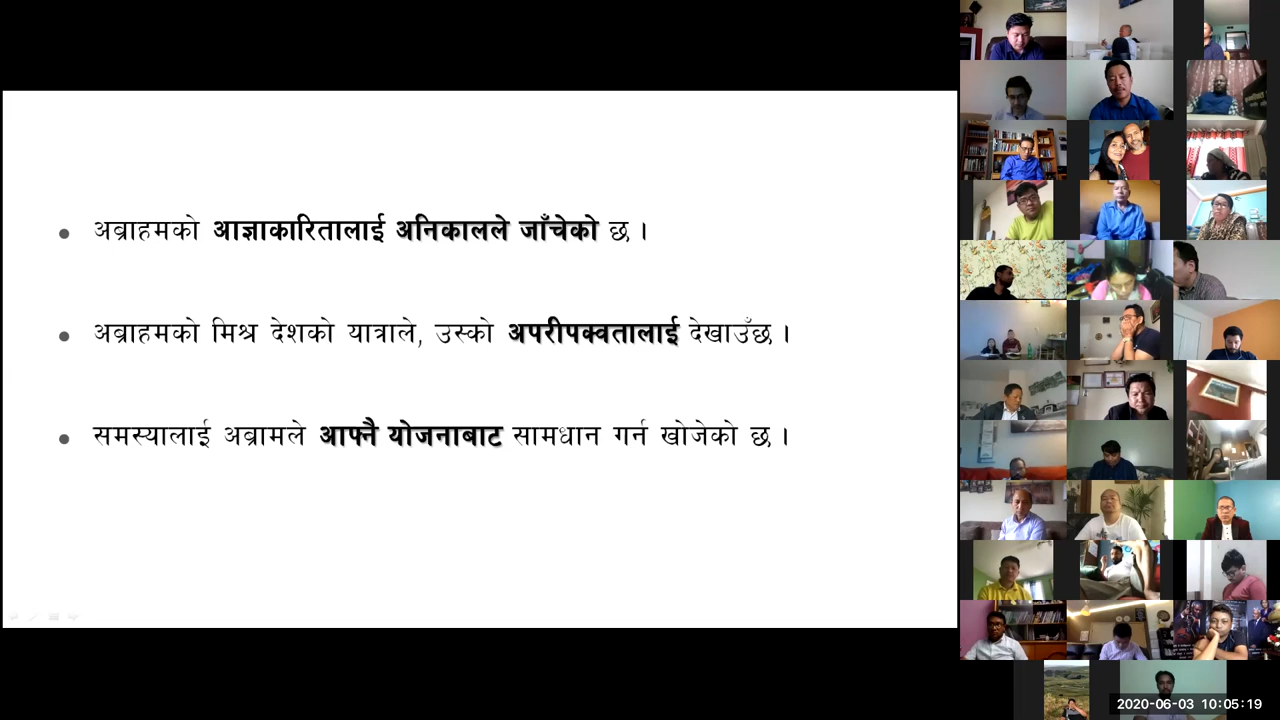 अब्राहमको आज्ञाकारितालाई अनिकालले जाँचेको छ ।
अब्राहमको मिश्र देशको यात्राले, उस्को अपरीपक्वतालाई देखाउँछ ।
समस्यालाई अब्रामले आफ्नै योजनाबाट सामधान गर्न खोजेको छ ।
2020-06-03 10:05:19